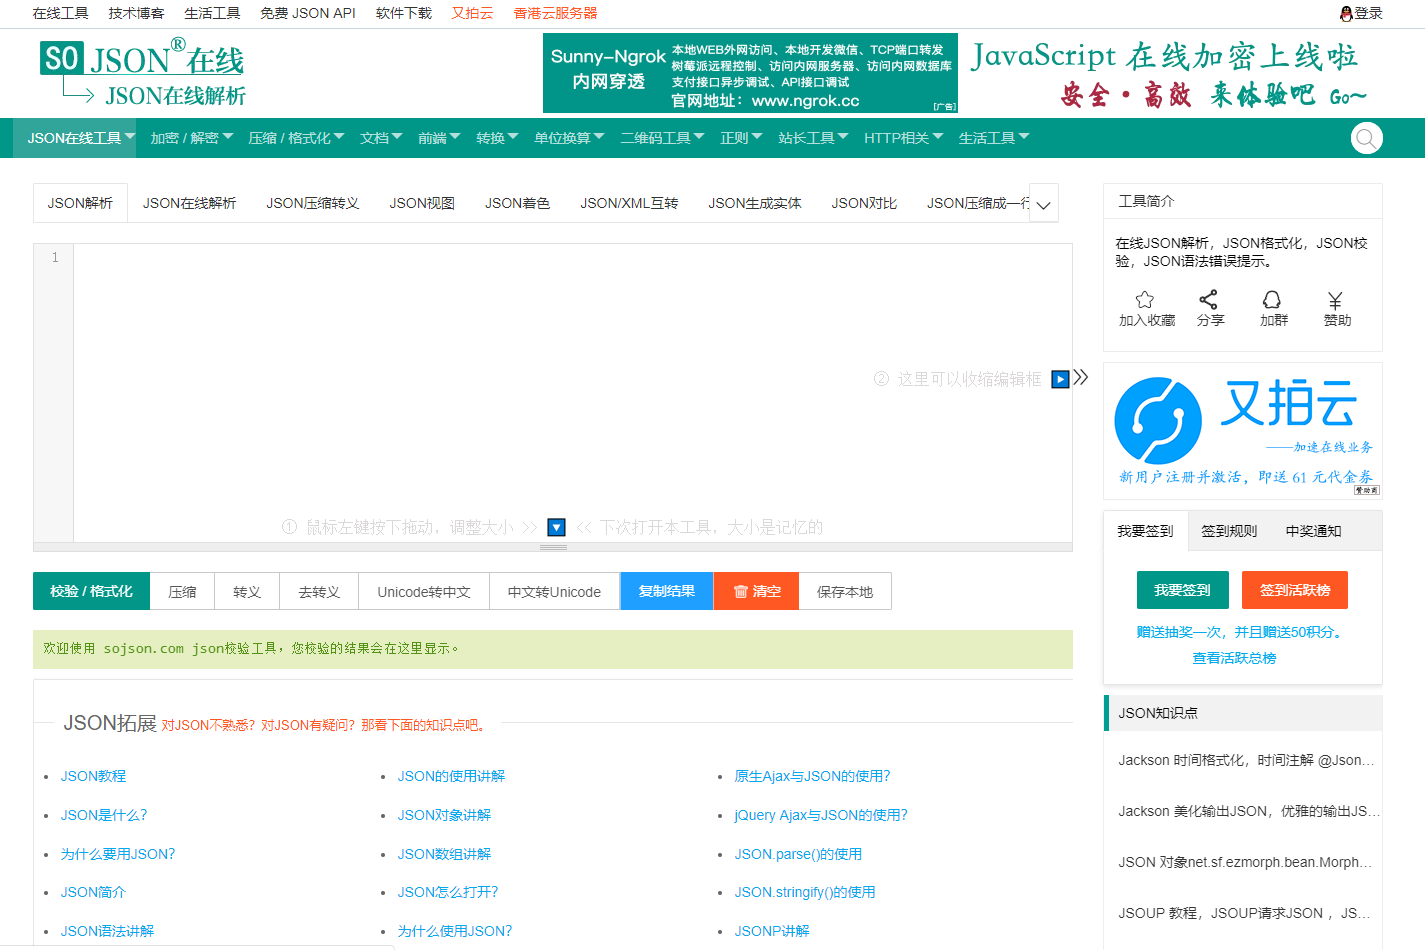 在线工具 技术博客 生活工具 免费 JSON API 软件下载 又拍云 香港云服务器 登录
SO JSON®在线
JSON在线解析
Sunny-Ngrok
内网穿透
本地WEB外网访问、本地开发微信、TCP端口转发
树莓派远程控制、访问内网服务器、访问内网数据库
支付接口异步调试、API接口调试
官网地址：www.ngrok.cc
[广告]
JavaScript 在线加密上线啦
安全·高效 来体验吧 Go~
JSON在线工具 加密 / 解密 压缩 / 格式化 文档 前端 转换 单位换算 二维码工具 正则 站长工具 HTTP相关 生活工具
JSON解析 JSON在线解析 JSON压缩转义 JSON视图 JSON着色 JSON/XML互转 JSON生成实体 JSON对比 JSON压缩成一行
1
② 这里可以收缩编辑框
① 鼠标左键按下拖动，调整大小 >> << 下次打开本工具，大小是记忆的
校验 / 格式化 压缩 转义 去转义 Unicode转中文 中文转Unicode 复制结果 清空 保存本地
欢迎使用 sojson.com json校验工具，您校验的结果会在这里显示。
JSON拓展 对JSON不熟悉？对JSON有疑问？那看下面的知识点吧。
JSON教程 JSON的使用讲解 原生Ajax与JSON的使用？
JSON是什么？ JSON对象讲解 jQuery Ajax与JSON的使用？
为什么要用JSON？ JSON数组讲解 JSON.parse()的使用
JSON简介 JSON怎么打开？ JSON.stringify()的使用
JSON语法讲解 为什么使用JSON？ JSONP讲解
工具简介
在线JSON解析，JSON格式化，JSON校
验，JSON语法错误提示。
加入收藏 分享 加群 赞助
又拍云
——加速在线业务
新用户注册并激活，即送 61 元代金券
赞助商
我要签到 签到规则 中奖通知
我要签到 签到活跃榜
赠送抽奖一次，并且赠送50积分。
查看活跃总榜
JSON知识点
Jackson 时间格式化，时间注解 @Json...
Jackson 美化输出JSON，优雅的输出JS...
JSON 对象net.sf.ezmorph.bean.Morph...
JSOUP 教程，JSOUP请求JSON ，JS...